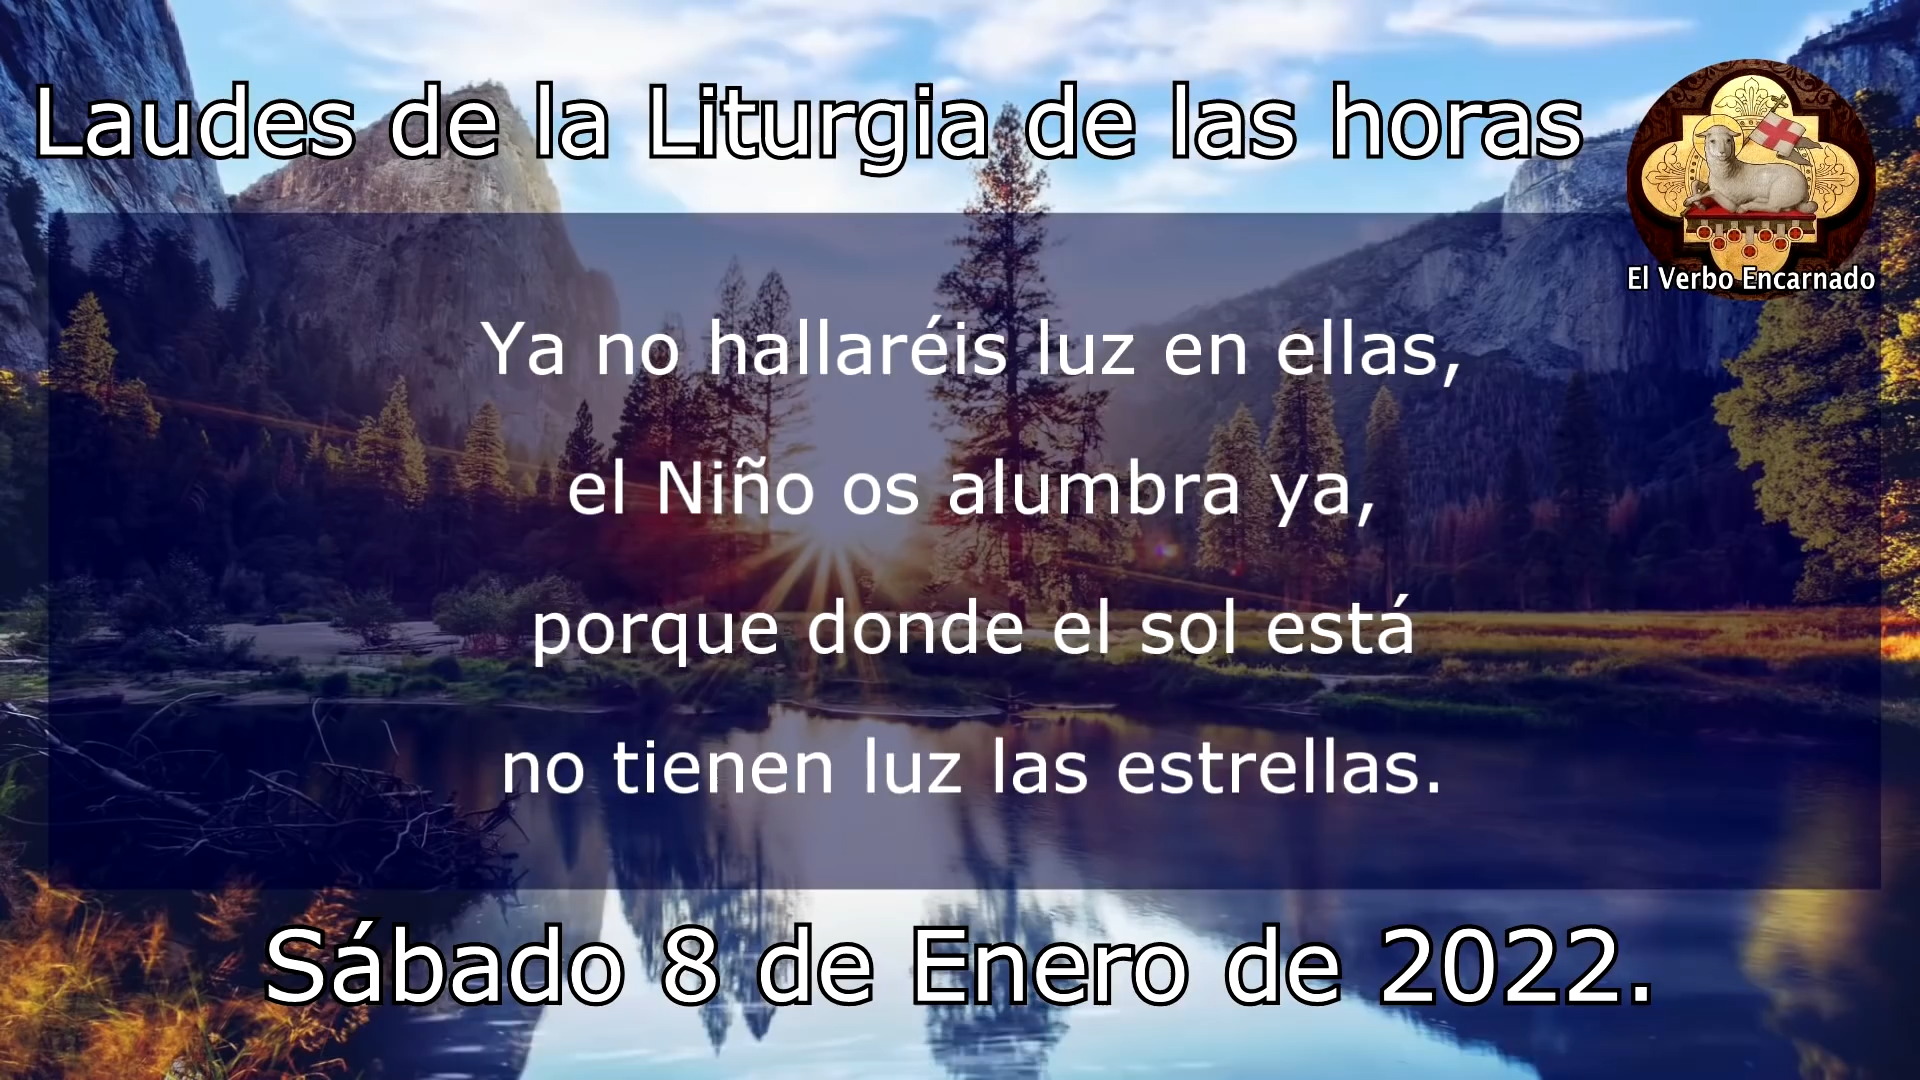 Laudes de la Liturgia de las horas
El Verbo Encarnado
Ya no hallaréis luz en ellas,
el Niño os alumbra ya,
porque donde el sol está
no tienen luz las estrellas.
Sábado 8 de Enero de 2022.